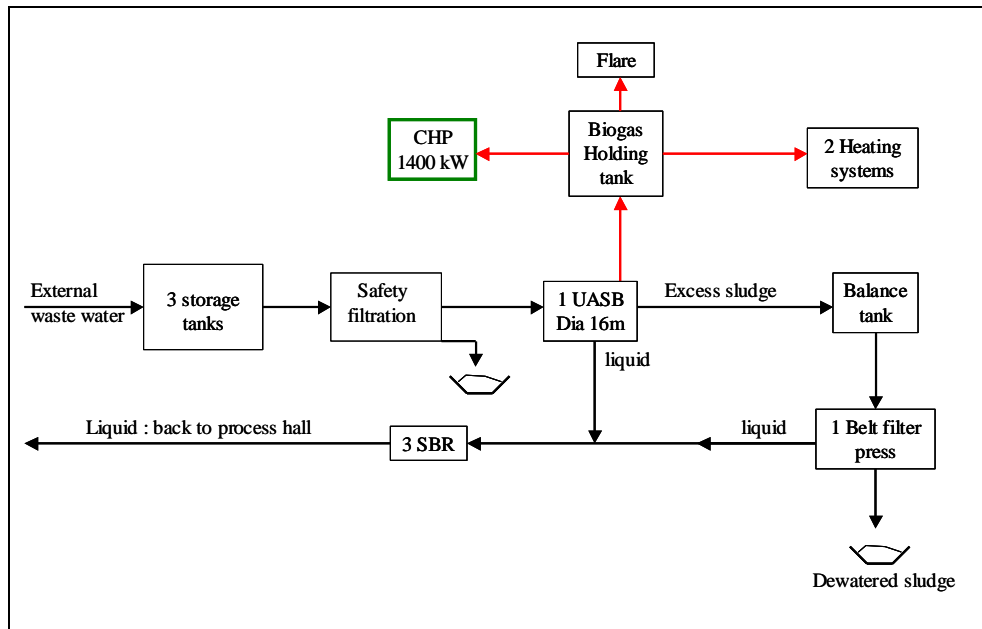 Flare
CHP
1400 kW
Biogas
Holding
tank
2 Heating
systems
External
waste water
3 storage
tanks
Safety
filtration
1 UASB
Dia 16m
Excess sludge
Balance
tank
liquid
Liquid : back to process hall
3 SBR
liquid
1 Belt filter
press
Dewatered sludge